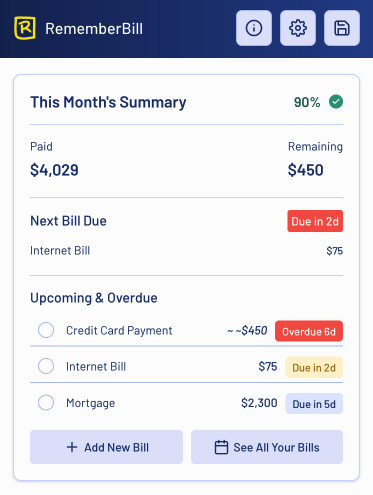 RememberBill
This Month's Summary 90%
Paid Remaining
$4,029 $450
Next Bill Due Due in 2d
Internet Bill $75
Upcoming & Overdue
Credit Card Payment ~~$450 Overdue 6d
Internet Bill $75 Due in 2d
Mortgage $2,300 Due in 5d
+ Add New Bill See All Your Bills